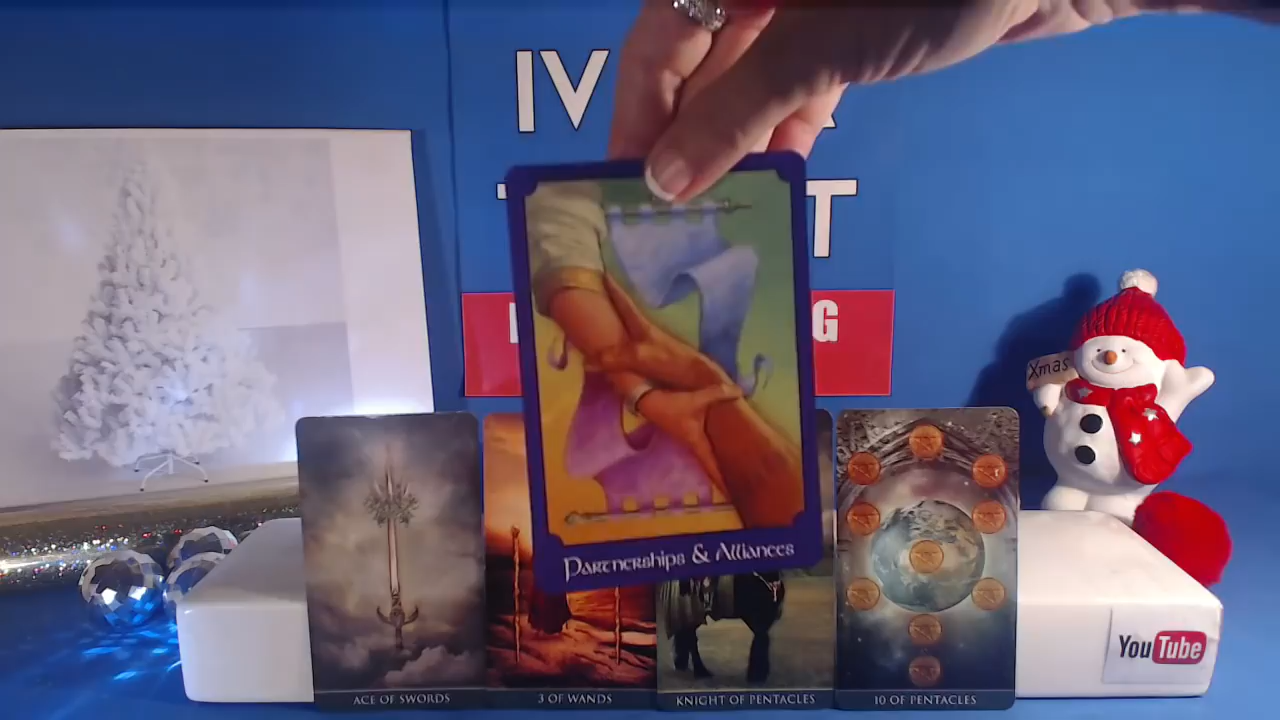 IV
T
G
Partnerships & Alliances
Xmas
ACE OF SWORDS
3 OF WANDS
KNIGHT OF PENTACLES
10 OF PENTACLES
YouTube